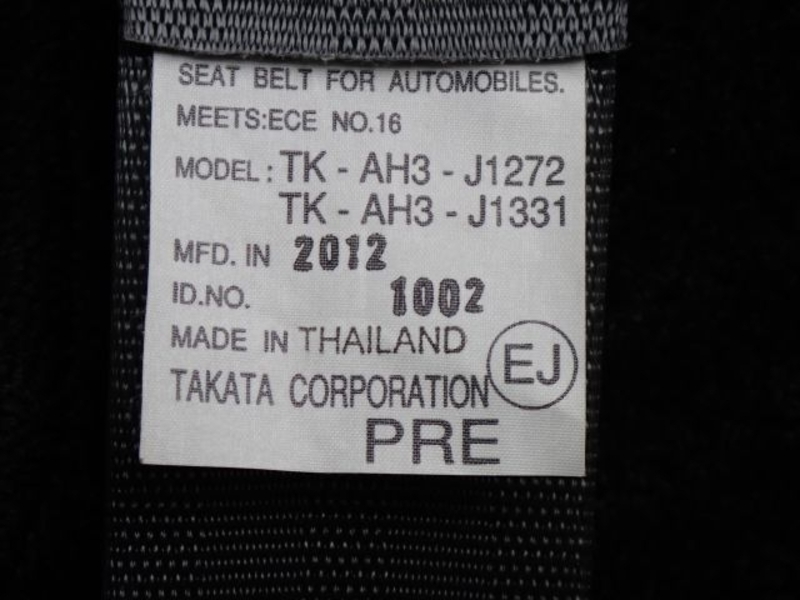 SEAT BELT FOR AUTOMOBILES.
MEETS:ECE NO.16
MODEL: TK - AH3 - J1272
TK - AH3 - J1331
MFD. IN 2012
ID.NO. 1002
MADE IN THAILAND
EJ
TAKATA CORPORATION
PRE